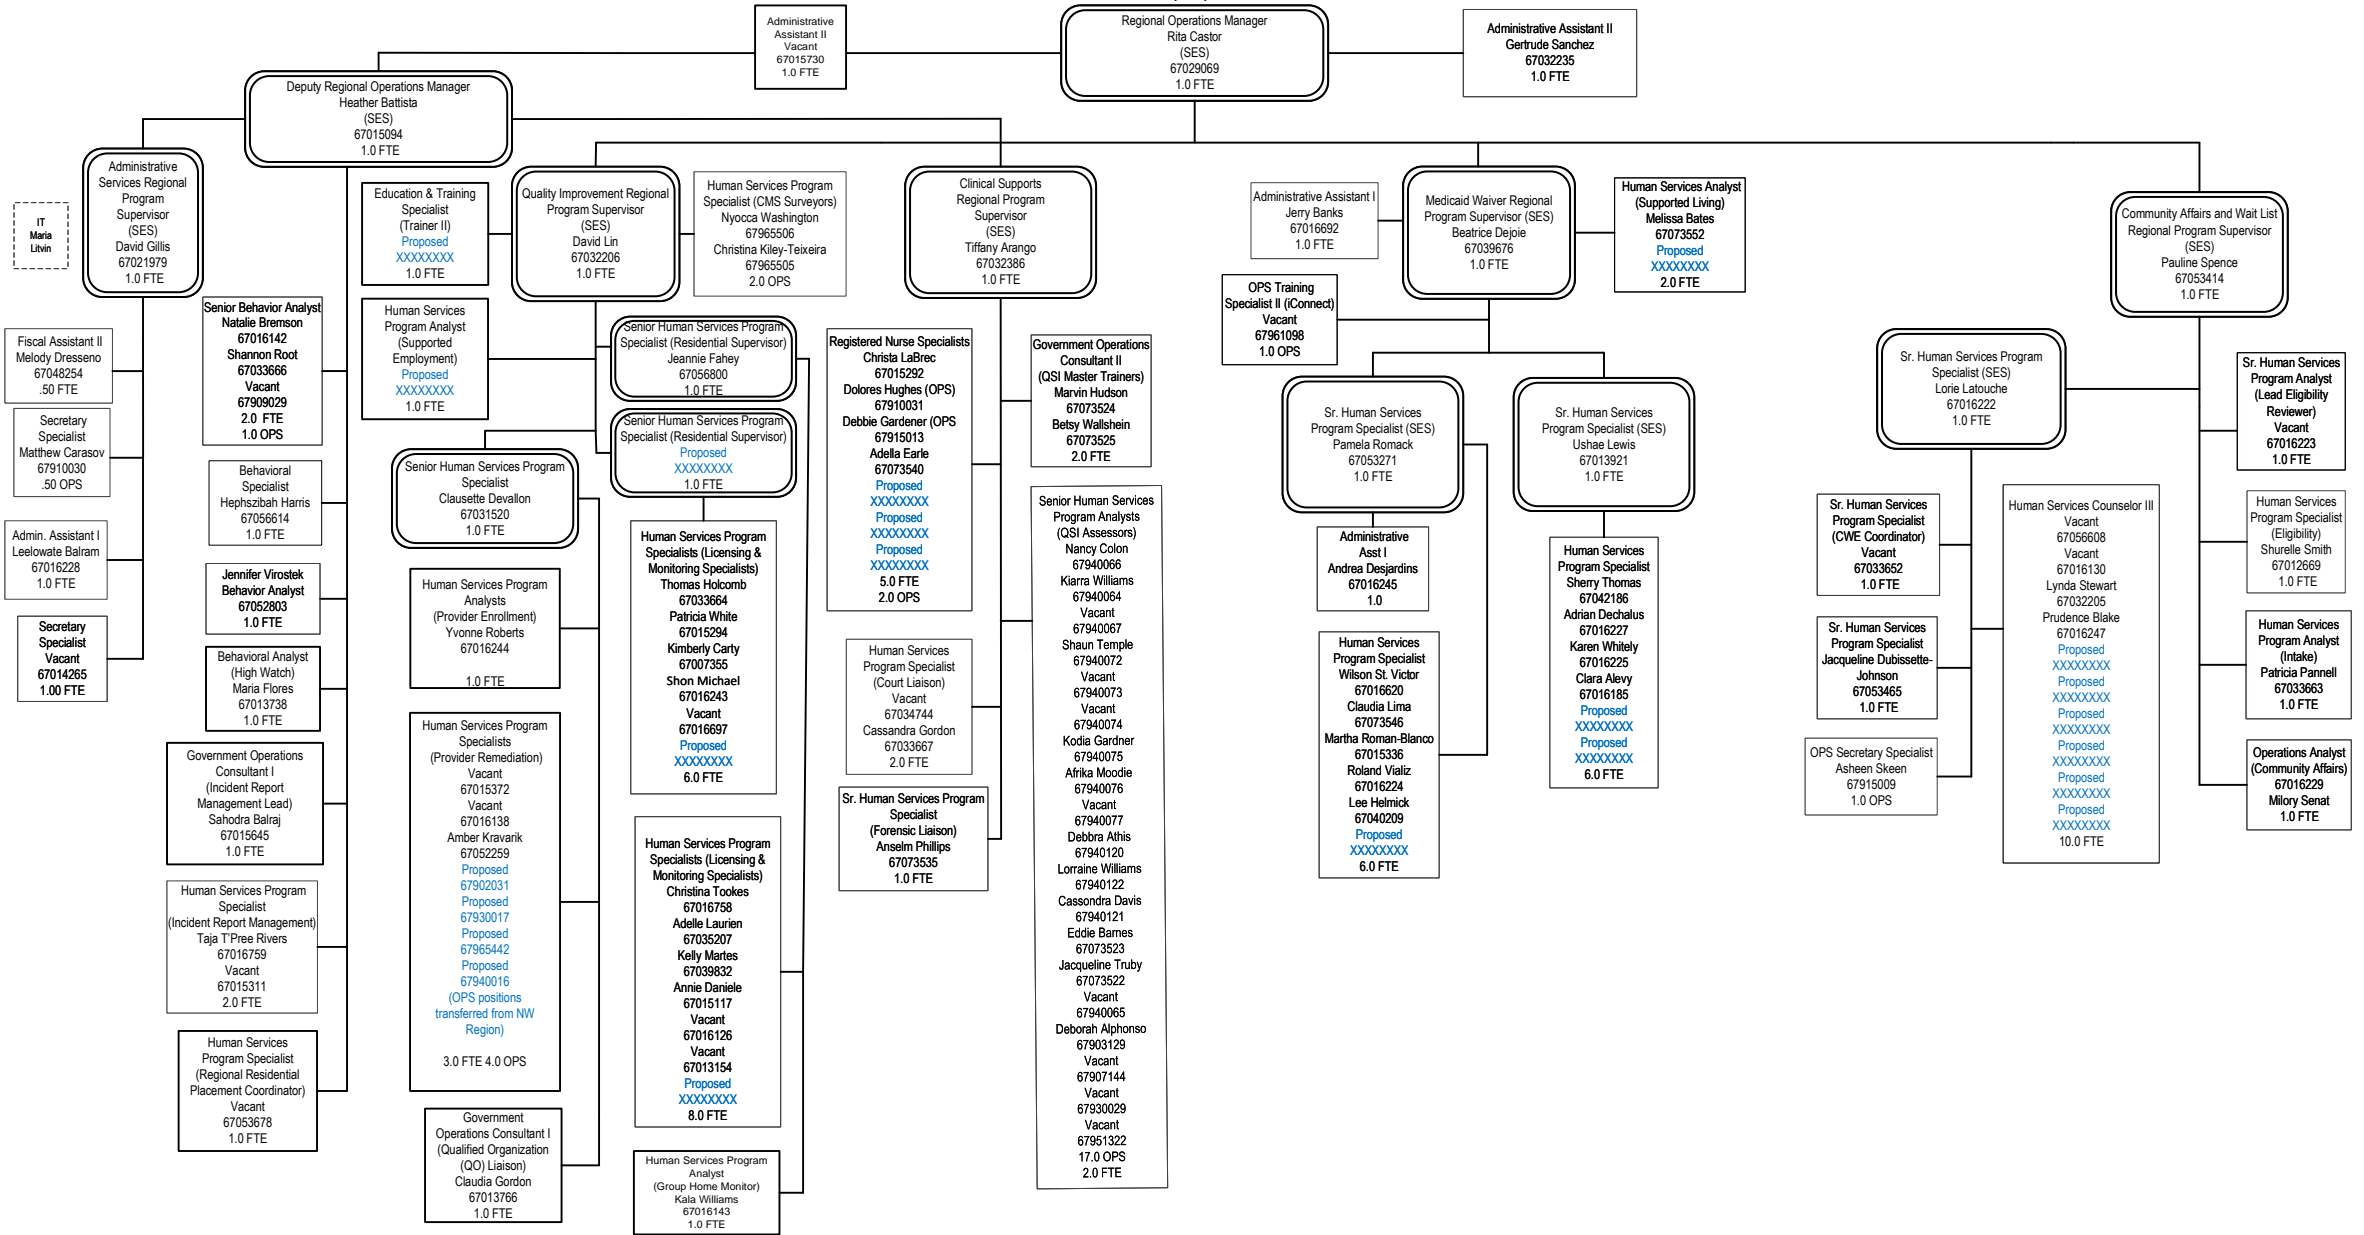 Administrative
Assistant II
Vacant
67015730
1.0 FTE
Regional Operations Manager
Rita Castor
(SES)
67029069
1.0 FTE
Administrative Assistant II
Gertrude Sanchez
67032235
1.0 FTE
Deputy Regional Operations Manager
Heather Battista
(SES)
67015094
1.0 FTE
IT
Maria
Litvin
Administrative
Services Regional
Program
Supervisor
(SES)
David Gillis
67021979
1.0 FTE
Fiscal Assistant II
Melody Dresseno
67048254
.50 FTE
Secretary
Specialist
Matthew Carasov
67910030
.50 OPS
Admin. Assistant I
Leelowate Balram
67016228
1.0 FTE
Secretary
Specialist
Vacant
67014265
1.00 FTE
Senior Behavior Analyst
Natalie Bremson
67016142
Shannon Root
67033666
Vacant
67909029
2.0 FTE
1.0 OPS
Behavioral
Specialist
Hephszibah Harris
67056614
1.0 FTE
Jennifer Virostek
Behavior Analyst
67052803
1.0 FTE
Behavioral Analyst
(High Watch)
Maria Flores
67013738
1.0 FTE
Government Operations
Consultant I
(Incident Report
Management Lead)
Sahodra Balraj
67015645
1.0 FTE
Human Services Program
Specialist
(Incident Report Management)
Taja T'Pree Rivers
67016759
Vacant
67015311
2.0 FTE
Human Services
Program Specialist
(Regional Residential
Placement Coordinator)
Vacant
67053678
1.0 FTE
Education & Training
Specialist
(Trainer II)
Proposed
XXXXXXXX
1.0 FTE
Human Services
Program Analyst
(Supported
Employment)
Proposed
XXXXXXXX
1.0 FTE
Quality Improvement Regional
Program Supervisor
(SES)
David Lin
67032206
1.0 FTE
Human Services Program
Specialist (CMS Surveyors)
Nyocca Washington
67965506
Christina Kiley-Teixeira
67965505
2.0 OPS
Senior Human Services Program
Specialist (Residential Supervisor)
Jeannie Fahey
67056800
1.0 FTE
Senior Human Services Program
Specialist (Residential Supervisor)
Proposed
XXXXXXXX
1.0 FTE
Senior Human Services Program
Specialist
Clausette Devallon
67031520
1.0 FTE
Human Services Program
Analysts
(Provider Enrollment)
Yvonne Roberts
67016244
1.0 FTE
Human Services Program
Specialists
(Provider Remediation)
Vacant
67015372
Vacant
67016138
Amber Kravarik
67052259
Proposed
67902031
Proposed
67930017
Proposed
67965442
Proposed
67940016
(OPS positions
transferred from NW
Region)
3.0 FTE 4.0 OPS
Government
Operations Consultant I
(Qualified Organization
(QO) Liaison)
Claudia Gordon
67013766
1.0 FTE
Human Services Program
Specialists (Licensing &
Monitoring Specialists)
Thomas Holcomb
67033664
Patricia White
67015294
Kimberly Carty
67007355
Shon Michael
67016243
Vacant
67016697
Proposed
XXXXXXXX
6.0 FTE
Human Services Program
Specialists (Licensing &
Monitoring Specialists)
Christina Tookes
67016758
Adelle Laurien
67035207
Kelly Martes
67039832
Annie Daniele
67015117
Vacant
67016126
Vacant
67013154
Proposed
XXXXXXXX
8.0 FTE
Human Services Program
Analyst
(Group Home Monitor)
Kala Williams
67016143
1.0 FTE
Clinical Supports
Regional Program
Supervisor
(SES)
Tiffany Arango
67032386
1.0 FTE
Registered Nurse Specialists
Christa LaBrec
67015292
Dolores Hughes (OPS)
67910031
Debbie Gardener (OPS
67915013
Adella Earle
67073540
Proposed
XXXXXXXX
Proposed
XXXXXXXX
Proposed
XXXXXXXX
5.0 FTE
2.0 OPS
Human Services
Program Specialist
(Court Liaison)
Vacant
67034744
Cassandra Gordon
67033667
2.0 FTE
Sr. Human Services Program
Specialist
(Forensic Liaison)
Anselm Phillips
67073535
1.0 FTE
Government Operations
Consultant II
(QSI Master Trainers)
Marvin Hudson
67073524
Betsy Wallshein
67073525
2.0 FTE
Senior Human Services
Program Analysts
(QSI Assessors)
Nancy Colon
67940066
Kiarra Williams
67940064
Vacant
67940067
Shaun Temple
67940072
Vacant
67940073
Vacant
67940074
Kodia Gardner
67940075
Afrika Moodie
67940076
Vacant
67940077
Debbra Athis
67940120
Lorraine Williams
67940122
Cassondra Davis
67940121
Eddie Barnes
67073523
Jacqueline Truby
67073522
Vacant
67940065
Deborah Alphonso
67903129
Vacant
67907144
Vacant
67930029
Vacant
67951322
17.0 OPS
2.0 FTE
Administrative Assistant I
Jerry Banks
67016692
1.0 FTE
Medicaid Waiver Regional
Program Supervisor (SES)
Beatrice Dejoie
67039676
1.0 FTE
Human Services Analyst
(Supported Living)
Melissa Bates
67073552
Proposed
XXXXXXXX
2.0 FTE
OPS Training
Specialist II (iConnect)
Vacant
67961098
1.0 OPS
Sr. Human Services
Program Specialist (SES)
Pamela Romack
67053271
1.0 FTE
Sr. Human Services
Program Specialist (SES)
Ushae Lewis
67013921
1.0 FTE
Administrative
Asst I
Andrea Desjardins
67016245
1.0
Human Services
Program Specialist
Wilson St. Victor
67016620
Claudia Lima
67073546
Martha Roman-Blanco
67015336
Roland Vializ
67016224
Lee Helmick
67040209
Proposed
XXXXXXXX
6.0 FTE
Human Services
Program Specialist
Sherry Thomas
67042186
Adrian Dechalus
67016227
Karen Whitely
67016225
Clara Alevy
67016185
Proposed
XXXXXXXX
Proposed
XXXXXXXX
6.0 FTE
Community Affairs and Wait List
Regional Program Supervisor
(SES)
Pauline Spence
67053414
1.0 FTE
Sr. Human Services Program
Specialist (SES)
Lorie Latouche
67016222
1.0 FTE
Sr. Human Services
Program Specialist
(CWE Coordinator)
Vacant
67033652
1.0 FTE
Sr. Human Services
Program Specialist
Jacqueline Dubissette-
Johnson
67053465
1.0 FTE
OPS Secretary Specialist
Asheen Skeen
67915009
1.0 OPS
Human Services Counselor III
Vacant
67056608
Vacant
67016130
Lynda Stewart
67032205
Prudence Blake
67016247
Proposed
XXXXXXXX
Proposed
XXXXXXXX
Proposed
XXXXXXXX
Proposed
XXXXXXXX
Proposed
XXXXXXXX
Proposed
XXXXXXXX
10.0 FTE
Sr. Human Services
Program Analyst
(Lead Eligibility
Reviewer)
Vacant
67016223
1.0 FTE
Human Services
Program Specialist
(Eligibility)
Shurelle Smith
67012669
1.0 FTE
Human Services
Program Analyst
(Intake)
Patricia Pannell
67033663
1.0 FTE
Operations Analyst
(Community Affairs)
67016229
Milory Senat
1.0 FTE